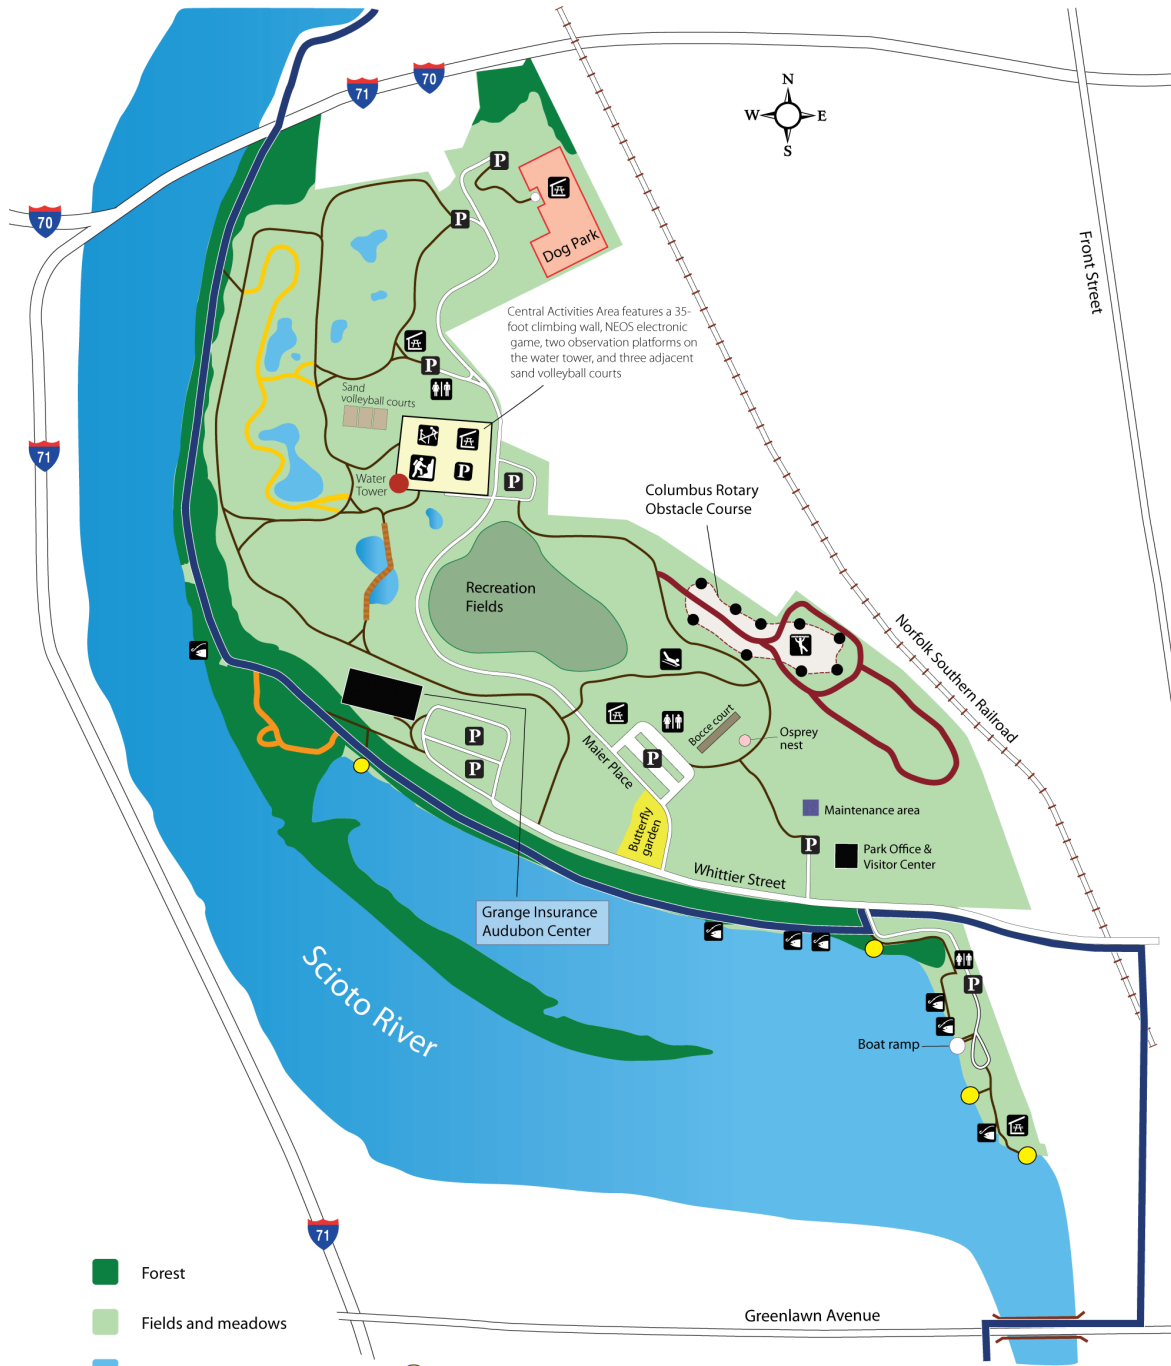 70
71
N
W E
S
70
Front Street
P
P
Dog Park
Central Activities Area features a 35-
foot climbing wall, NEOS electronic
game, two observation platforms on
the water tower, and three adjacent
sand volleyball courts
P
Sand
volleyball courts
71
P
Water
Tower
P
Columbus Rotary
Obstacle Course
Recreation
Fields
Norfolk Southern Railroad
Maier Place
Bocce court
Osprey
nest
P
P
P
Maintenance area
Butterfly
garden
P
Park Office &
Visitor Center
Whittier Street
Grange Insurance
Audubon Center
Scioto River
P
Boat ramp
71
Forest
Fields and meadows
Greenlawn Avenue